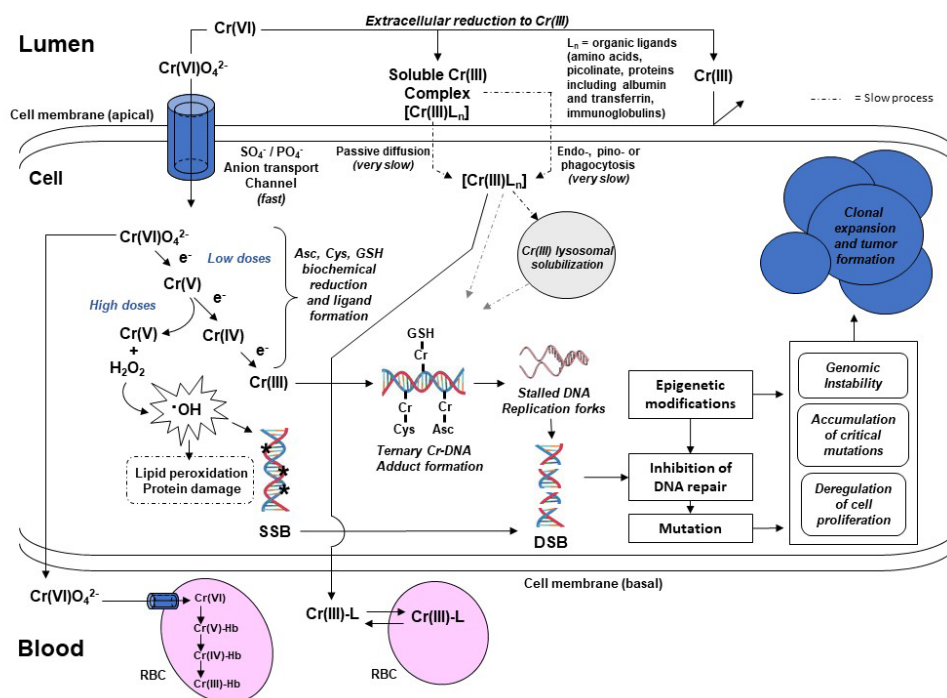 Extracellular reduction to Cr(III)
Cr(VI)
Lumen
Cr(VI)O₄²⁻
Soluble Cr(III)
Complex
[Cr(III)Lₙ]
Lₙ = organic ligands
(amino acids,
picolinate, proteins
including albumin
and transferrin,
immunoglobulins)
Cr(III)
= Slow process
Cell membrane (apical)
Cell
SO₄⁻ / PO₄⁻
Anion transport
Channel
(fast)
Passive diffusion
(very slow)
Endo-, pino- or
phagocytosis
(very slow)
[Cr(III)Lₙ]
Cr(III) lysosomal
solubilization
Clonal
expansion
and tumor
formation
Cr(VI)O₄²⁻
e⁻
Low doses
Cr(V)
High doses
e⁻
Cr(V)
+
H₂O₂
Cr(IV)
e⁻
Cr(III)
Asc, Cys, GSH
biochemical
reduction
and ligand
formation
•OH
Lipid peroxidation
Protein damage
* * *
SSB
GSH
Cr
Cr
Cys
Cr
Asc
Ternary Cr-DNA
Adduct formation
Stalled DNA
Replication forks
DSB
Epigenetic
modifications
Inhibition of
DNA repair
Mutation
Genomic
Instability
Accumulation
of critical
mutations
Deregulation
of cell
proliferation
Cell membrane (basal)
Cr(VI)O₄²⁻
Blood
Cr(VI)
Cr(V)-Hb
Cr(IV)-Hb
Cr(III)-Hb
RBC
Cr(III)-L
Cr(III)-L
RBC